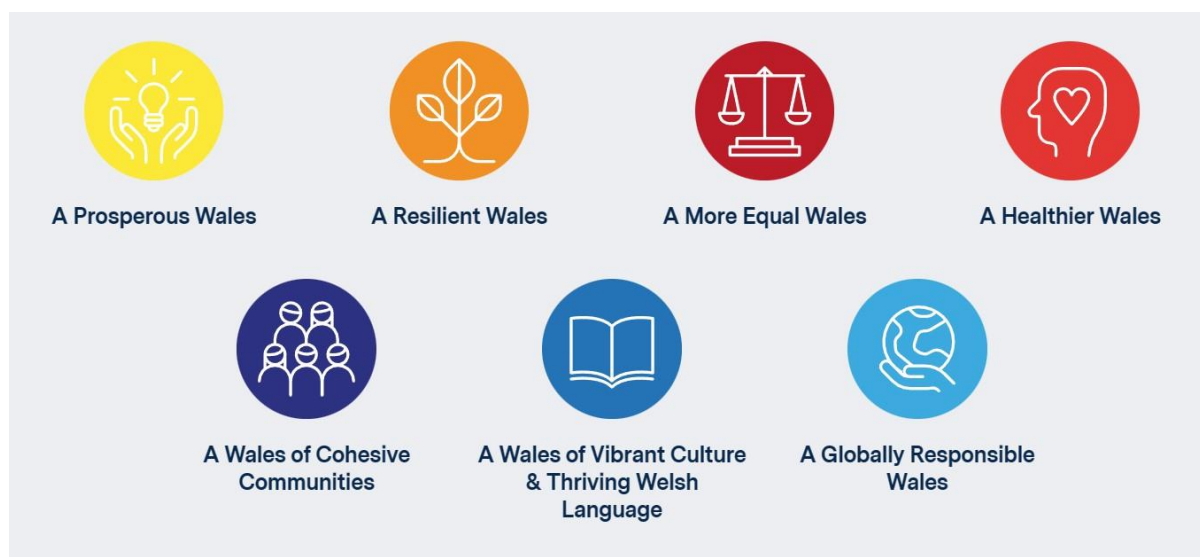 A Prosperous Wales
A Resilient Wales
A More Equal Wales
A Healthier Wales
A Wales of Cohesive
Communities
A Wales of Vibrant Culture
& Thriving Welsh
Language
A Globally Responsible
Wales